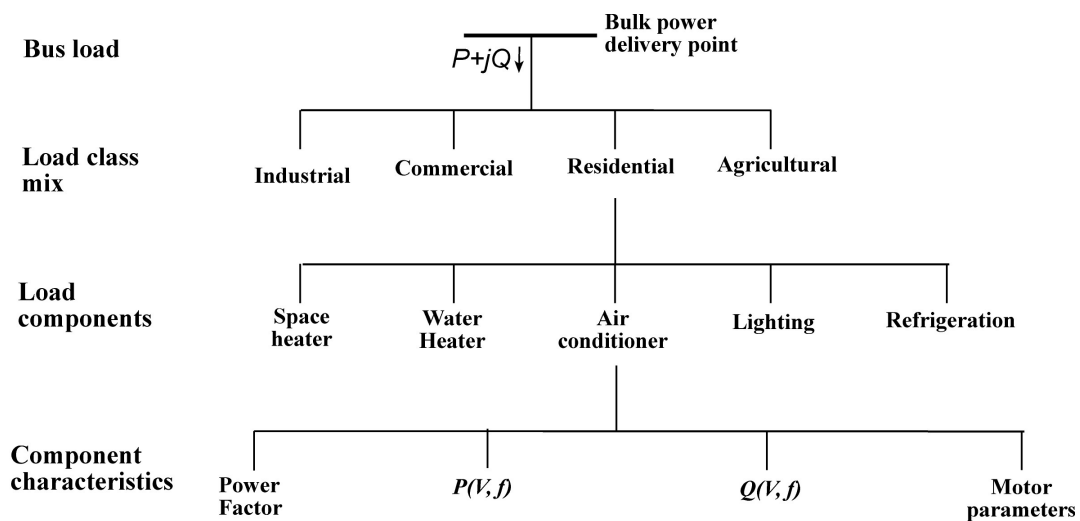 Bus load
Bulk power
delivery point
P+jQ↓
Load class
mix
Industrial
Commercial
Residential
Agricultural
Load
components
Space
heater
Water
Heater
Air
conditioner
Lighting
Refrigeration
Component
characteristics
Power
Factor
P(V, f)
Q(V, f)
Motor
parameters